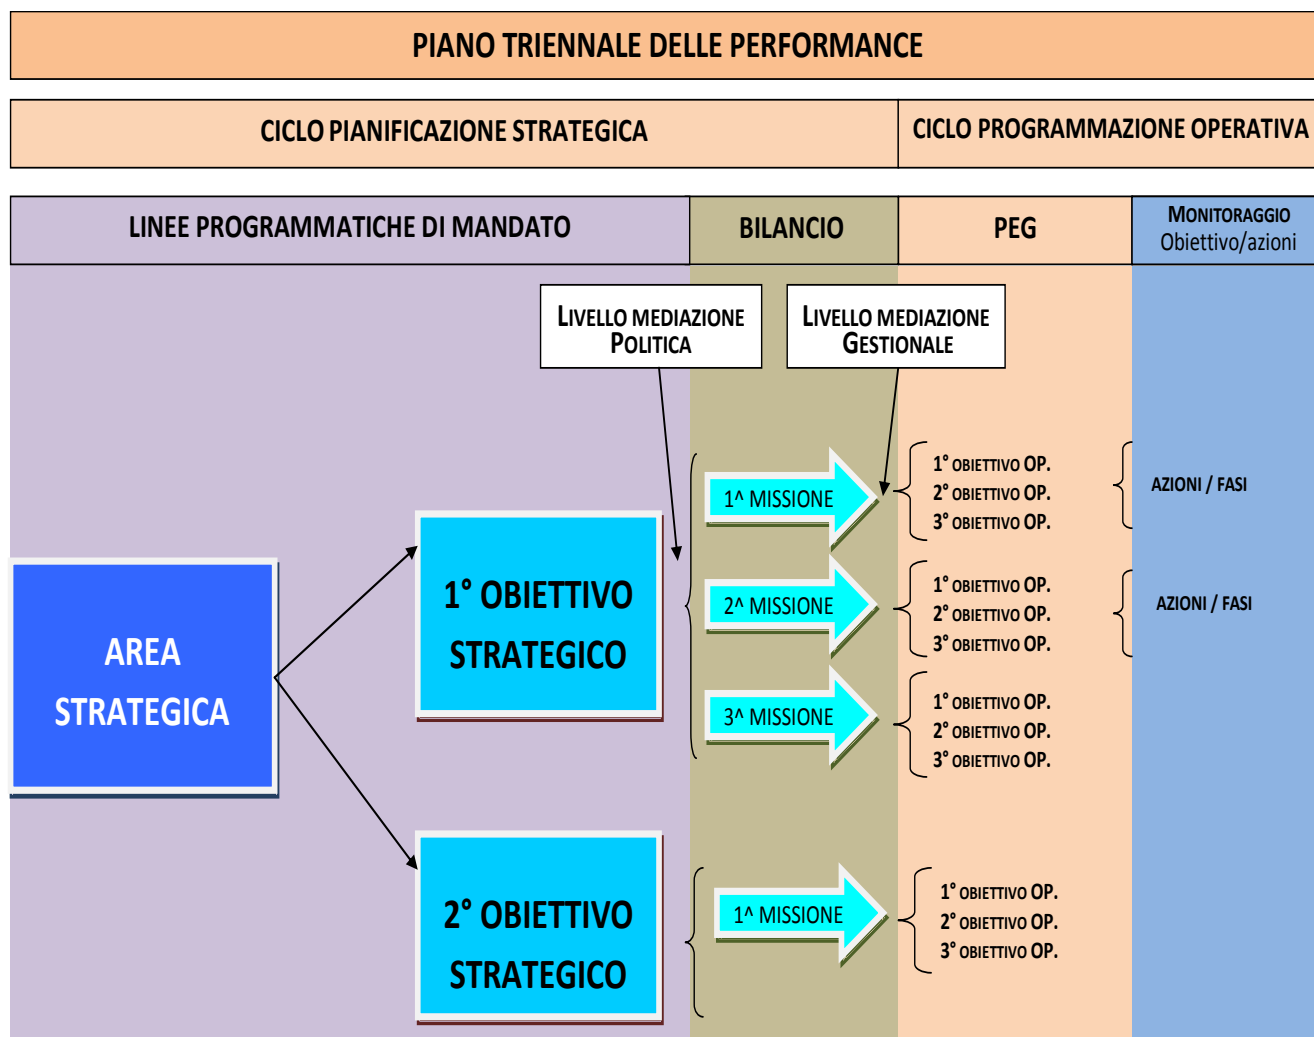 PIANO TRIENNALE DELLE PERFORMANCE
CICLO PIANIFICAZIONE STRATEGICA
CICLO PROGRAMMAZIONE OPERATIVA
LINEE PROGRAMMATICHE DI MANDATO
BILANCIO
PEG
MONITORAGGIO
Obiettivo/azioni
LIVELLO MEDIAZIONE
POLITICA
LIVELLO MEDIAZIONE
GESTIONALE
AREA
STRATEGICA
1° OBIETTIVO
STRATEGICO
1^ MISSIONE
1° OBIETTIVO OP.
2° OBIETTIVO OP.
3° OBIETTIVO OP.
AZIONI / FASI
2^ MISSIONE
1° OBIETTIVO OP.
2° OBIETTIVO OP.
3° OBIETTIVO OP.
AZIONI / FASI
3^ MISSIONE
1° OBIETTIVO OP.
2° OBIETTIVO OP.
3° OBIETTIVO OP.
2° OBIETTIVO
STRATEGICO
1^ MISSIONE
1° OBIETTIVO OP.
2° OBIETTIVO OP.
3° OBIETTIVO OP.